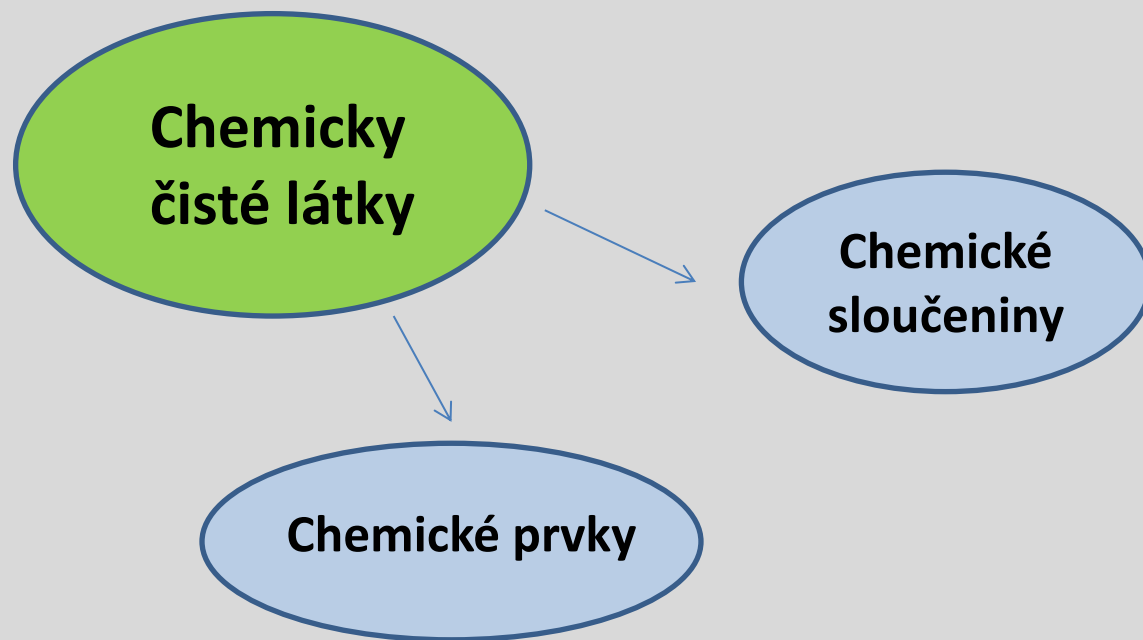 Chemicky
čisté látky
Chemické
sloučeniny
Chemické prvky